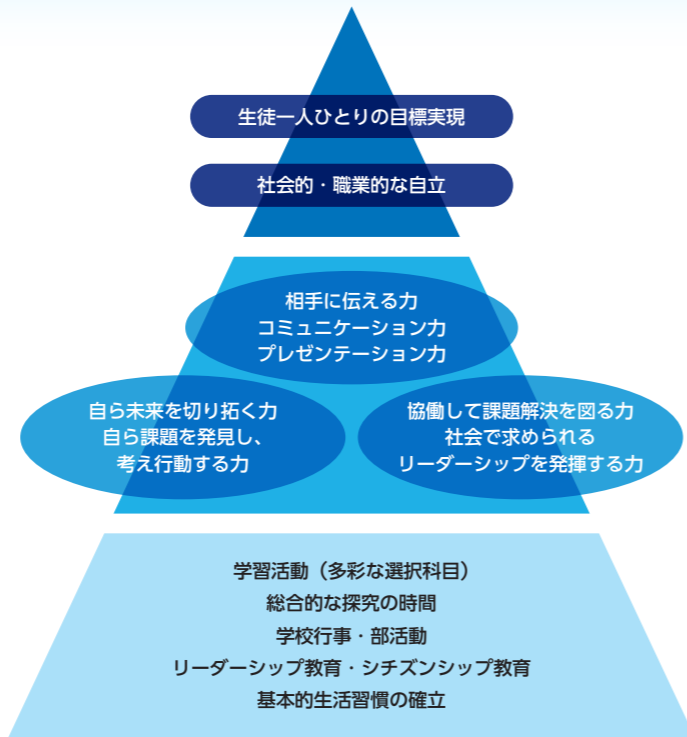 生徒一人ひとりの目標実現
社会的・職業的な自立
相手に伝える力
コミュニケーション力
プレゼンテーション力
自ら未来を切り拓く力
自ら課題を発見し、
考え行動する力
協働して課題解決を図る力
社会で求められる
リーダーシップを発揮する力
学習活動（多彩な選択科目）
総合的な探究の時間
学校行事・部活動
リーダーシップ教育・シチズンシップ教育
基本的生活習慣の確立